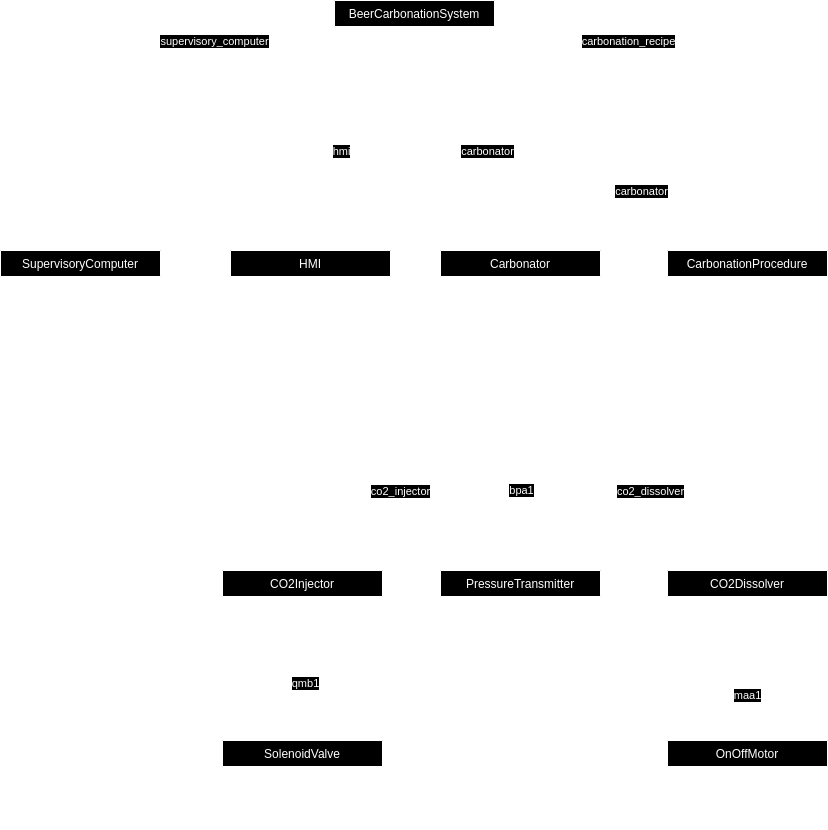 BeerCarbonationSystem
supervisory_computer
carbonation_recipe
hmi
carbonator
carbonator
SupervisoryComputer
HMI
Carbonator
CarbonationProcedure
co2_injector
bpa1
co2_dissolver
CO2Injector
PressureTransmitter
CO2Dissolver
qmb1
maa1
SolenoidValve
OnOffMotor